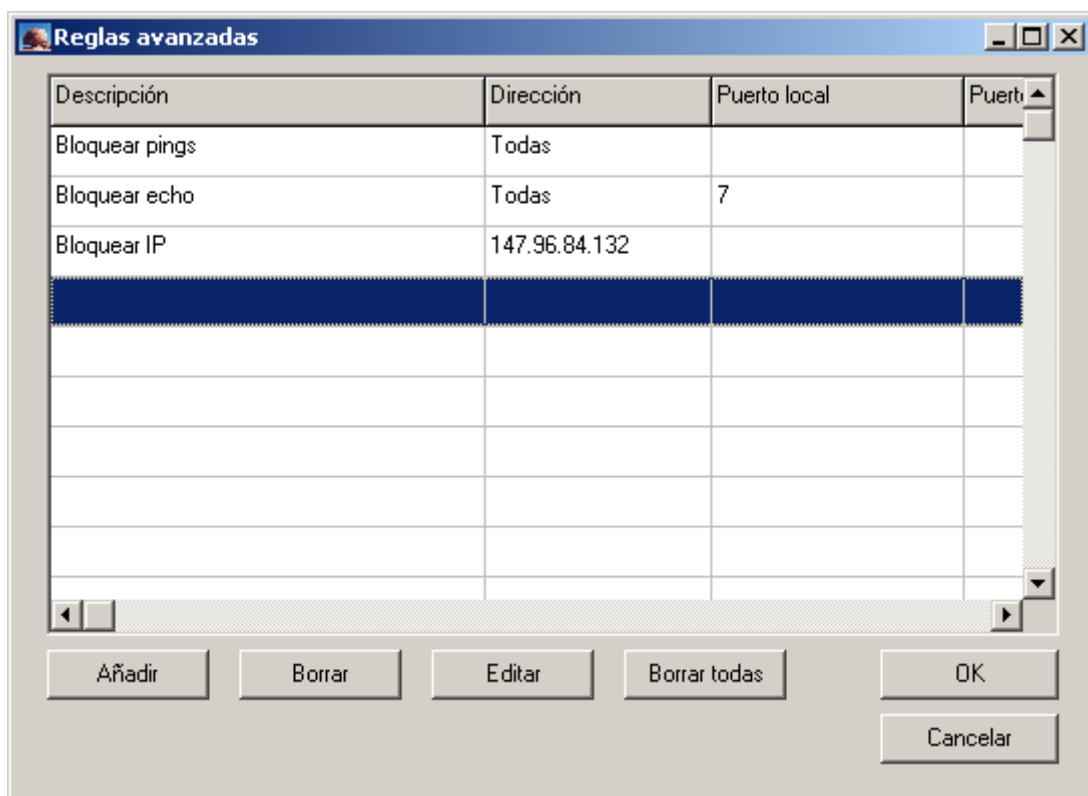 Reglas avanzadas
Descripción Dirección Puerto local Puert
Bloquear pings Todas
Bloquear echo Todas 7
Bloquear IP 147.96.84.132
Añadir Borrar Editar Borrar todas OK
Cancelar